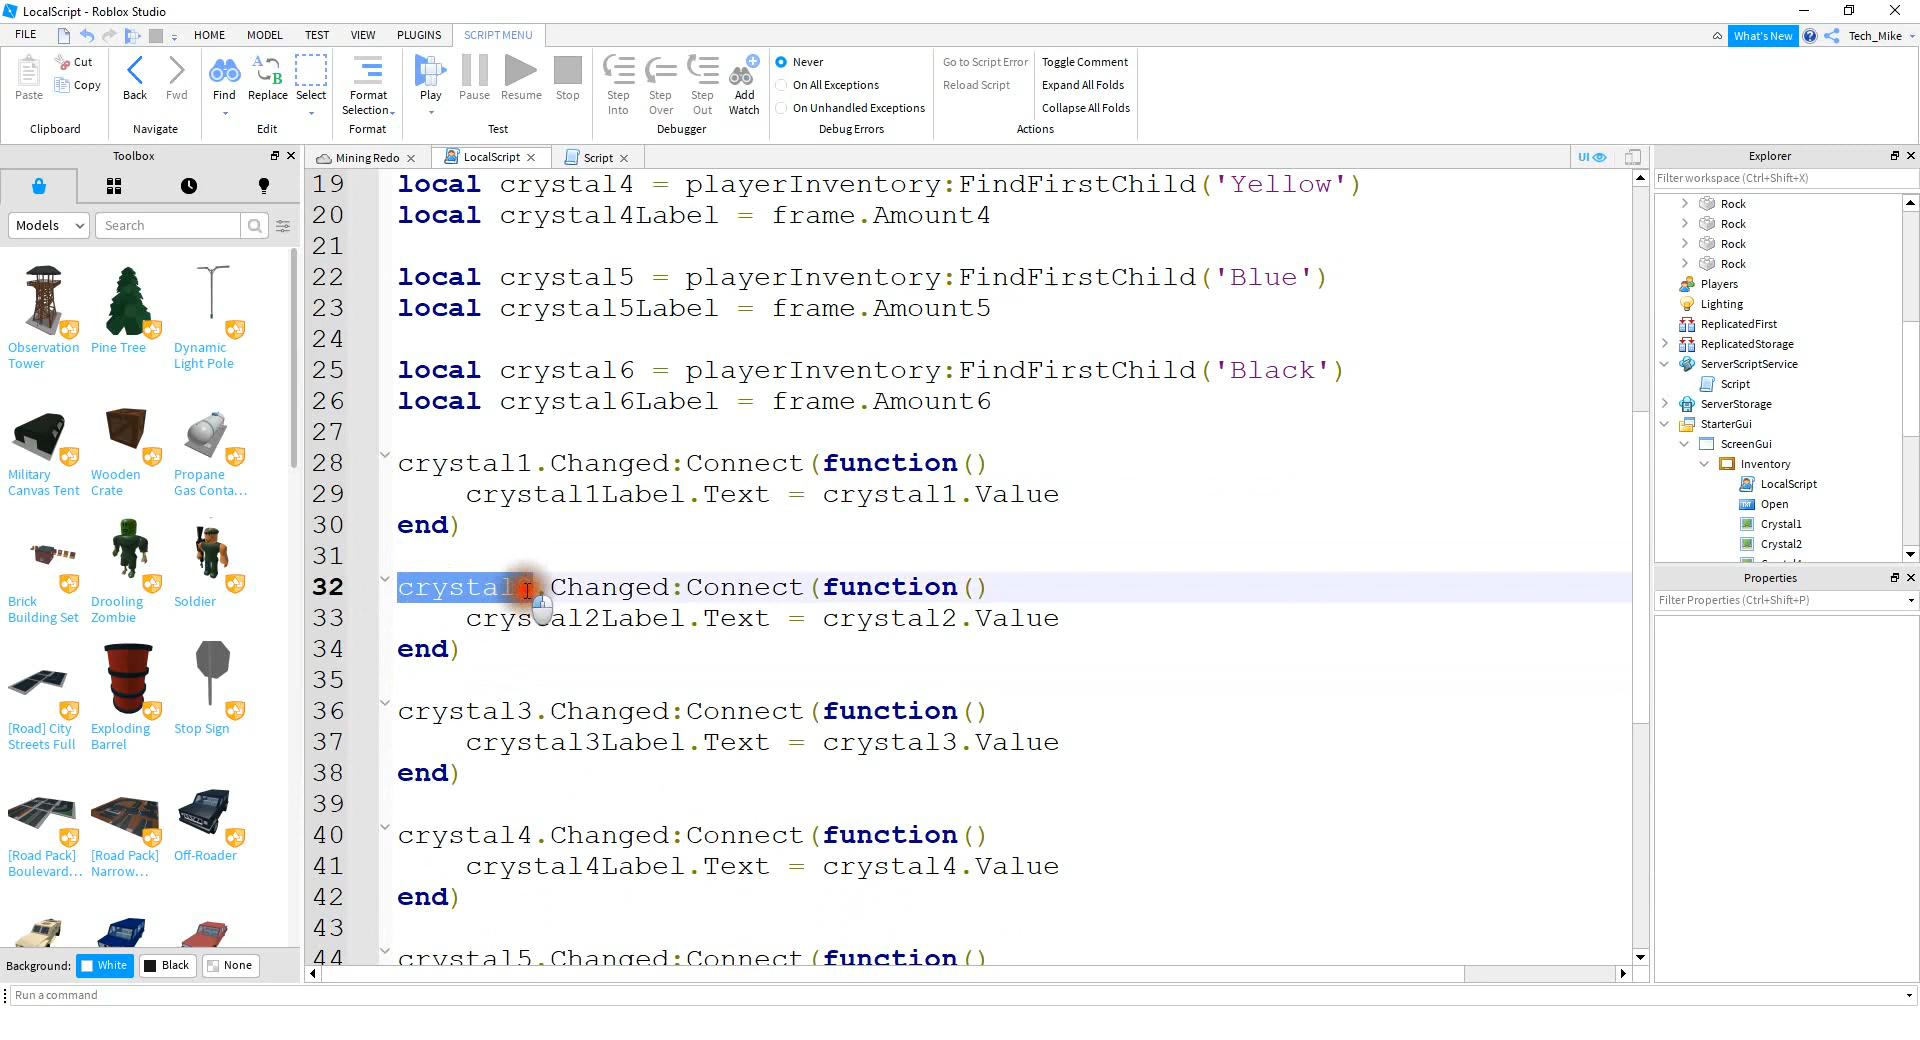 LocalScript - Roblox Studio
FILE HOME MODEL TEST VIEW PLUGINS SCRIPT MENU What's New Tech_Mike
Paste Cut Copy
Clipboard
Back Fwd
Navigate
Find Replace Select
Edit
Format Selection
Format
Play Pause Resume Stop
Test
Step Into Step Over Step Out Add Watch
Debugger
Never
On All Exceptions
On Unhandled Exceptions
Debug Errors
Go to Script Error
Reload Script
Toggle Comment
Expand All Folds
Collapse All Folds
Actions
Toolbox
Models Search
Observation Tower
Pine Tree
Dynamic Light Pole
Military Canvas Tent
Wooden Crate
Propane Gas Conta...
Brick Building Set
Drooling Zombie
Soldier
[Road] City Streets Full
Exploding Barrel
Stop Sign
[Road Pack] Boulevard...
[Road Pack] Narrow...
Off-Roader
Background: White Black None
Run a command
Mining Redo LocalScript Script UI
19 local crystal4 = playerInventory:FindFirstChild('Yellow')
20 local crystal4Label = frame.Amount4
21
22 local crystal5 = playerInventory:FindFirstChild('Blue')
23 local crystal5Label = frame.Amount5
24
25 local crystal6 = playerInventory:FindFirstChild('Black')
26 local crystal6Label = frame.Amount6
27
28 crystal1.Changed:Connect(function()
29 crystal1Label.Text = crystal1.Value
30 end)
31
32 crystal2.Changed:Connect(function()
33 crystal2Label.Text = crystal2.Value
34 end)
35
36 crystal3.Changed:Connect(function()
37 crystal3Label.Text = crystal3.Value
38 end)
39
40 crystal4.Changed:Connect(function()
41 crystal4Label.Text = crystal4.Value
42 end)
43
44 crystal5.Changed:Connect(function()
Explorer
Filter workspace (Ctrl+Shift+X)
Rock
Rock
Rock
Rock
Players
Lighting
ReplicatedFirst
ReplicatedStorage
ServerScriptService
Script
ServerStorage
StarterGui
ScreenGui
Inventory
LocalScript
Open
Crystal1
Crystal2
Properties
Filter Properties (Ctrl+Shift+P)